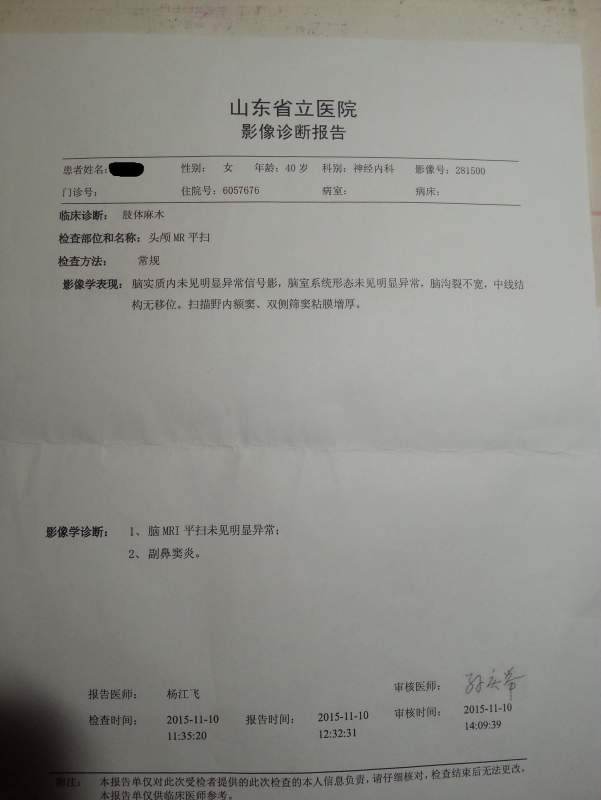 山东省立医院
影像诊断报告
患者姓名: 性别: 女 年龄: 40 岁 科别: 神经内科 影像号: 281500
门诊号: 住院号: 6057676 病室: 病床:
临床诊断: 肢体麻木
检查部位和名称: 头颅 MR 平扫
检查方法: 常规
影像学表现: 脑实质内未见明显异常信号影，脑室系统形态未见明显异常，脑沟裂不宽，中线结
构无移位。扫描野内额窦、双侧筛窦粘膜增厚。
影像学诊断: 1、脑 MRI 平扫未见明显异常;
2、副鼻窦炎。
报告医师: 杨江飞 审核医师:
检查时间: 2015-11-10 11:35:20 报告时间: 2015-11-10 12:32:31 审核时间: 2015-11-10 14:09:39
附注: 本报告单仅对此次受检者提供的此次检查的本人信息负责，请仔细核对，检查结束后无法更改。
本报告单仅供临床医师参考。